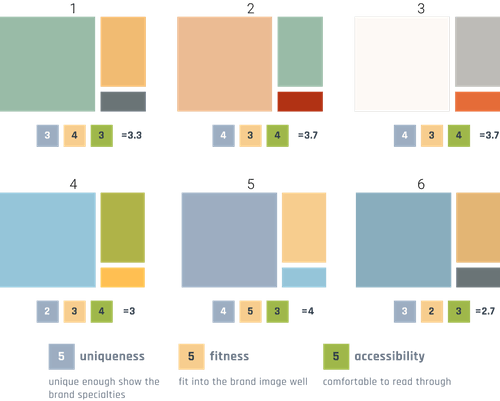 1 2 3
3 4 3 =3.3 4 3 4 =3.7 4 3 4 =3.7
4 5 6
2 3 4 =3 4 5 3 =4 3 2 3 =2.7
5 uniqueness 5 fitness 5 accessibility
unique enough show the fit into the brand image well comfortable to read through
brand specialties